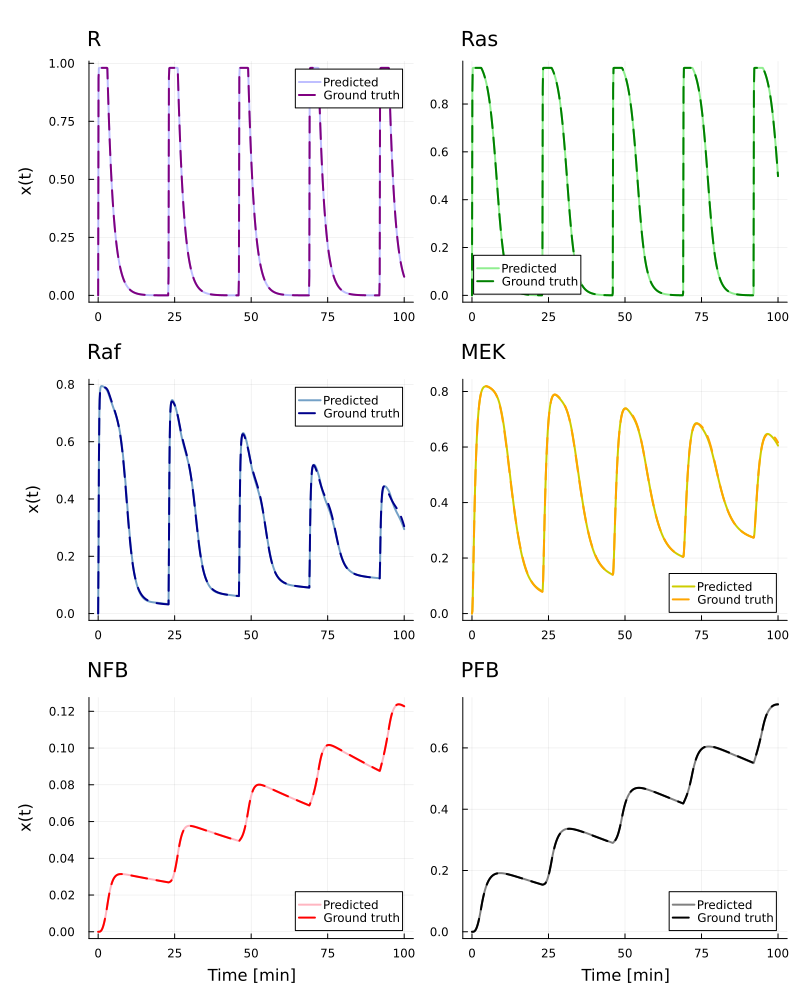 R
1.00
0.75
0.50
0.25
0.00
x(t)
Predicted
Ground truth
0
25
50
75
100
Ras
0.8
0.6
0.4
0.2
0.0
Predicted
Ground truth
0
25
50
75
100
Raf
0.8
0.6
0.4
0.2
0.0
x(t)
Predicted
Ground truth
0
25
50
75
100
MEK
0.8
0.6
0.4
0.2
0.0
Predicted
Ground truth
0
25
50
75
100
NFB
0.12
0.10
0.08
0.06
0.04
0.02
0.00
x(t)
Predicted
Ground truth
0
25
50
75
100
Time [min]
PFB
0.6
0.4
0.2
0.0
Predicted
Ground truth
0
25
50
75
100
Time [min]